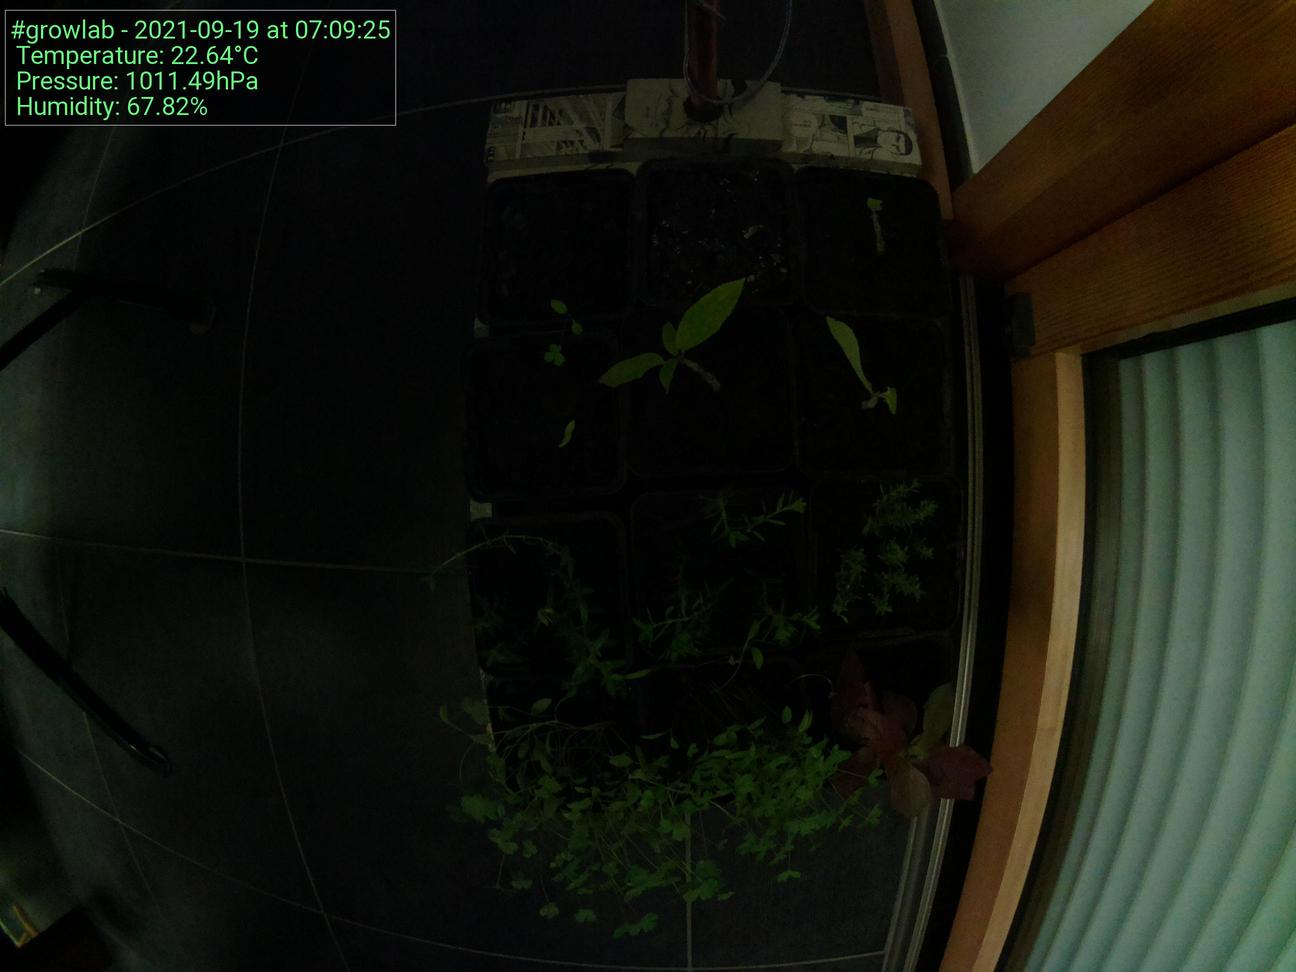 #growlab - 2021-09-19 at 07:09:25
Temperature: 22.64°C
Pressure: 1011.49hPa
Humidity: 67.82%